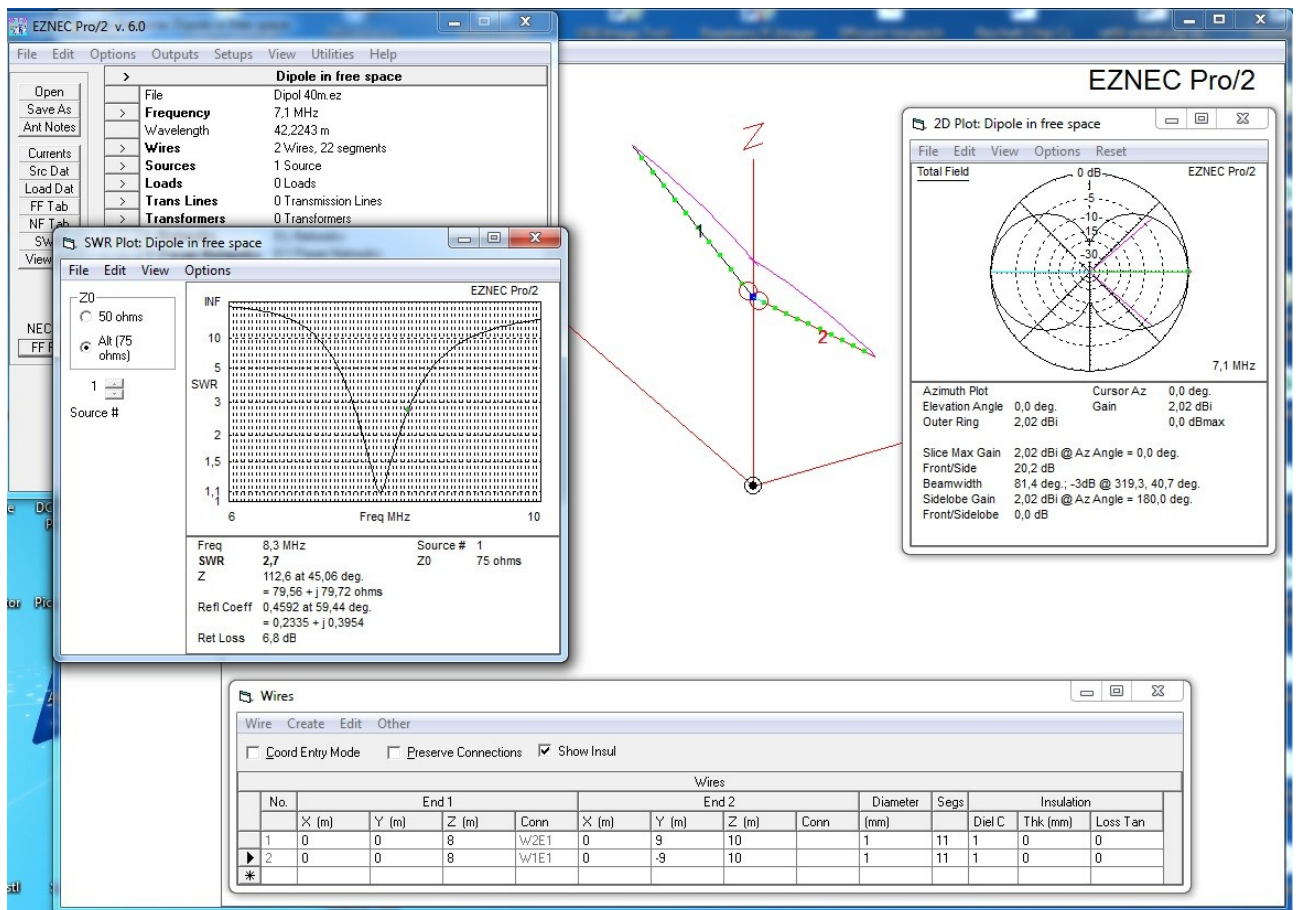 EZNEC Pro/2 v. 6.0
File Edit Options Outputs Setups View Utilities Help
> Dipole in free space
Open
Save As
Ant Notes
Currents
Src Dat
Load Dat
FF Tab
NF Tab
SW
View
NEC
FF P
File Dipol 40m.ez
> Frequency 7,1 MHz
Wavelength 42,2243 m
> Wires 2 Wires, 22 segments
> Sources 1 Source
> Loads 0 Loads
> Trans Lines 0 Transmission Lines
> Transformers 0 Transformers
SWR Plot: Dipole in free space
File Edit View Options
Z0
50 ohms
Alt (75
ohms)
1
Source #
EZNEC Pro/2
INF
10
5
SWR
3
2
1,5
1,1
1
6 Freq MHz 10
Freq 8,3 MHz Source # 1
SWR 2,7 Z0 75 ohms
Z 112,6 at 45,06 deg.
= 79,56 + j 79,72 ohms
Refl Coeff 0,4592 at 59,44 deg.
= 0,2335 + j 0,3954
Ret Loss 6,8 dB
EZNEC Pro/2
Z
1
2
2D Plot: Dipole in free space
File Edit View Options Reset
Total Field 0 dB EZNEC Pro/2
-5
-10
-15
-30
7,1 MHz
Azimuth Plot Cursor Az 0,0 deg.
Elevation Angle 0,0 deg. Gain 2,02 dBi
Outer Ring 2,02 dBi 0,0 dBmax
Slice Max Gain 2,02 dBi @ Az Angle = 0,0 deg.
Front/Side 20,2 dB
Beamwidth 81,4 deg.; -3dB @ 319,3, 40,7 deg.
Sidelobe Gain 2,02 dBi @ Az Angle = 180,0 deg.
Front/Sidelobe 0,0 dB
Wires
Wire Create Edit Other
Coord Entry Mode Preserve Connections Show Insul
Wires
No. End 1 End 2 Diameter Segs Insulation
X (m) Y (m) Z (m) Conn X (m) Y (m) Z (m) Conn (mm) Diel C Thk (mm) Loss Tan
1 0 0 8 W2E1 0 9 10 1 11 1 0 0
2 0 0 8 W1E1 0 -9 10 1 11 1 0 0
*